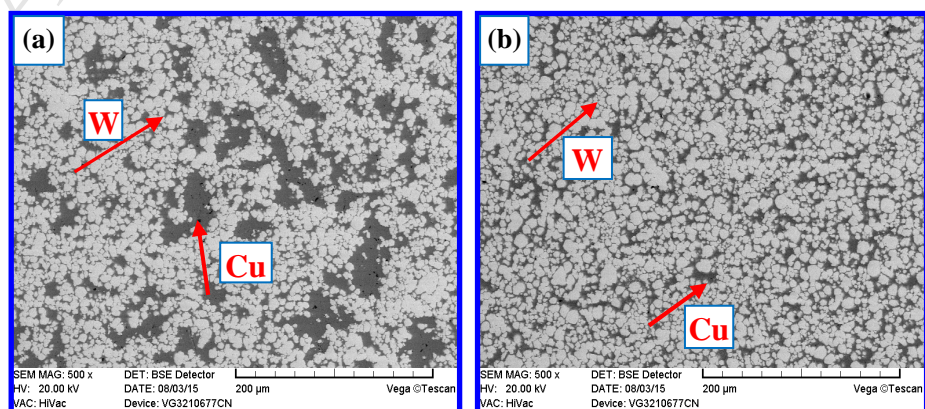 (a)
W
Cu
SEM MAG: 500 x DET: BSE Detector
HV: 20.00 kV DATE: 08/03/15 200 µm Vega ©Tescan
VAC: HiVac Device: VG3210677CN
(b)
W
Cu
SEM MAG: 500 x DET: BSE Detector
HV: 20.00 kV DATE: 08/03/15 200 µm Vega ©Tescan
VAC: HiVac Device: VG3210677CN